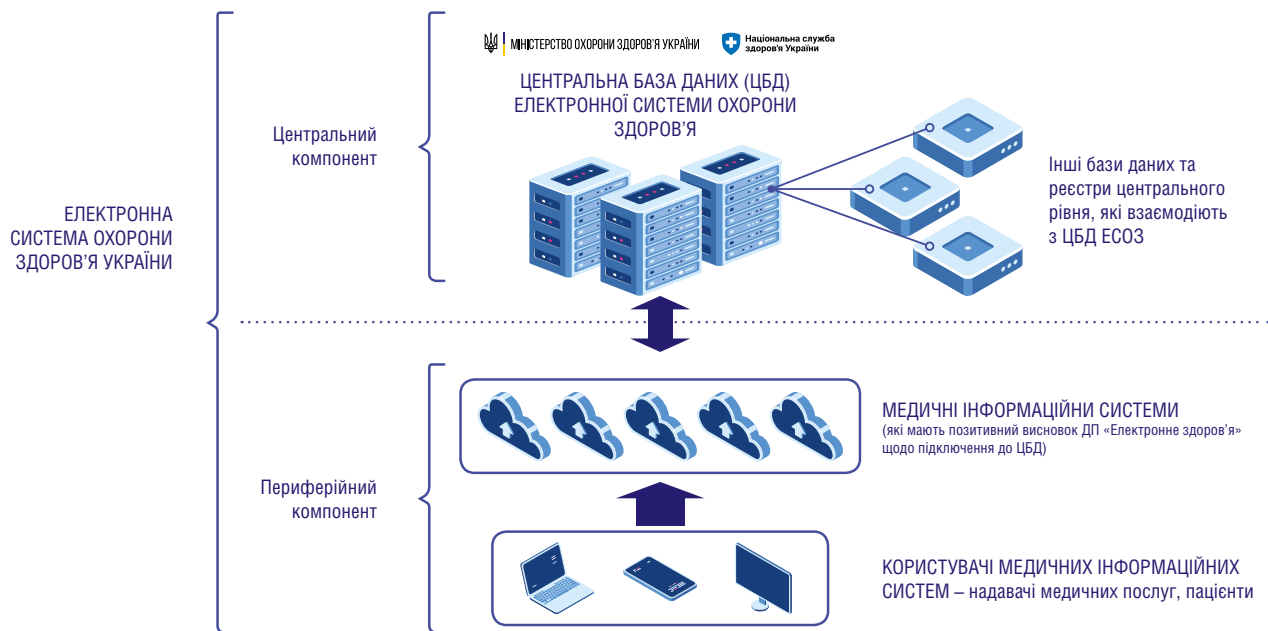 МІНІСТЕРСТВО ОХОРОНИ ЗДОРОВ'Я УКРАЇНИ
Національна служба
здоров'я України
ЦЕНТРАЛЬНА БАЗА ДАНИХ (ЦБД)
ЕЛЕКТРОННОЇ СИСТЕМИ ОХОРОНИ
ЗДОРОВ'Я
Центральний
компонент
Інші бази даних та
реєстри центрального
рівня, які взаємодіють
з ЦБД ЕСОЗ
ЕЛЕКТРОННА
СИСТЕМА ОХОРОНИ
ЗДОРОВ'Я УКРАЇНИ
МЕДИЧНІ ІНФОРМАЦІЙНИ СИСТЕМИ
(які мають позитивний висновок ДП «Електронне здоров'я»
щодо підключення до ЦБД)
Периферійний
компонент
КОРИСТУВАЧІ МЕДИЧНИХ ІНФОРМАЦІЙНИХ
СИСТЕМ – надавачі медичних послуг, пацієнти